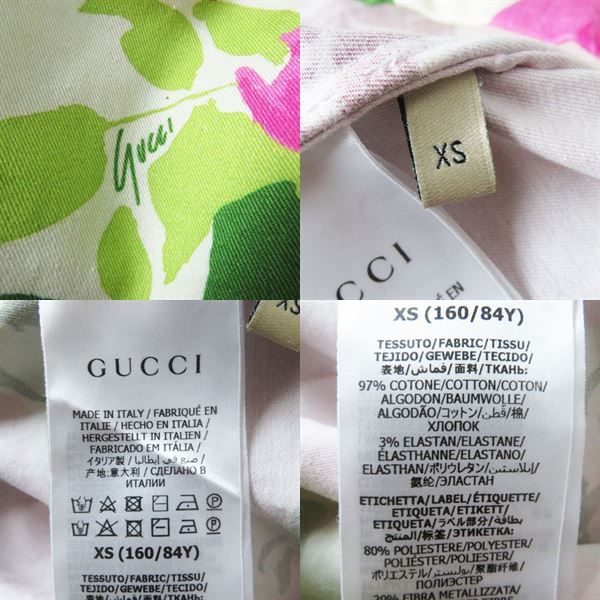 GUCCI
XS
CCI
XS
GUCCI
MADE IN ITALY / FABRIQUÉ EN
ITALIE / HECHO EN ITALIA /
HERGESTELLT IN ITALIEN /
FABRICADO EM ITÁLIA /
イタリア製 / صنع في إيطاليا /
产地:意大利 / СДЕЛАНО В
ИТАЛИИ
XS (160/84Y)
TESSUTO/FABRIC/TISSU/
TEJIDO/GEWEBE/TECIDO/
XS (160/84Y)
TESSUTO/FABRIC/TISSU/
TEJIDO/GEWEBE/TECIDO/
表地/قماش/面料/ТКАНЬ:
97% COTONE/COTTON/COTON/
ALGODON/BAUMWOLLE/
ALGODÃO/コットン/قطن/棉/
ХЛОПОК
3% ELASTAN/ELASTANE/
ÉLASTHANNE/ELASTANO/
ELASTHAN/ポリウレタン/إيلاستين/
氨纶/ЭЛАСТАН
ETICHETTA/LABEL/ÉTIQUETTE/
ETIQUETA/ETIKETT/
ETIQUETA/ラベル部分/بطاقة/
المنتج/标签/ЭТИКЕТКА:
80% POLIESTERE/POLYESTER/
POLIÉSTER/
ポリエステル/بوليستر/聚酯纤维/
ПОЛИЭСТЕР
20% FIBRA METALLIZZATA/